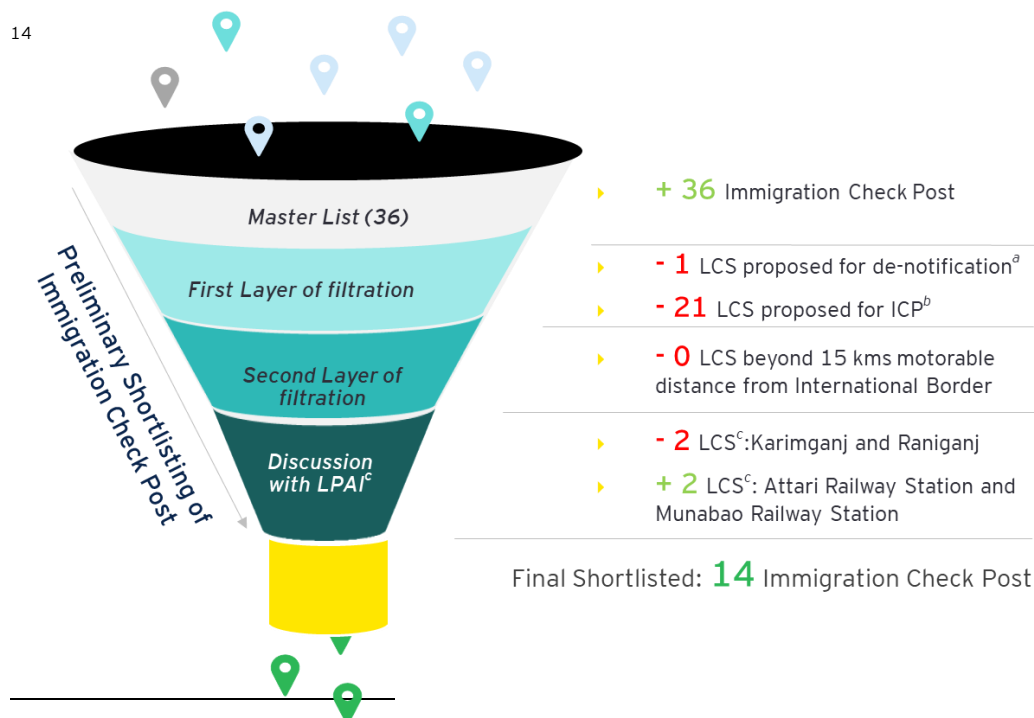 14
Master List (36)
First Layer of filtration
Second Layer of
filtration
Discussion
with LPAIᶜ
Preliminary Shortlisting of
Immigration Check Post
+ 36 Immigration Check Post
- 1 LCS proposed for de-notificationᵃ
- 21 LCS proposed for ICPᵇ
- 0 LCS beyond 15 kms motorable
distance from International Border
- 2 LCSᶜ:Karimganj and Raniganj
+ 2 LCSᶜ: Attari Railway Station and
Munabao Railway Station
Final Shortlisted: 14 Immigration Check Post